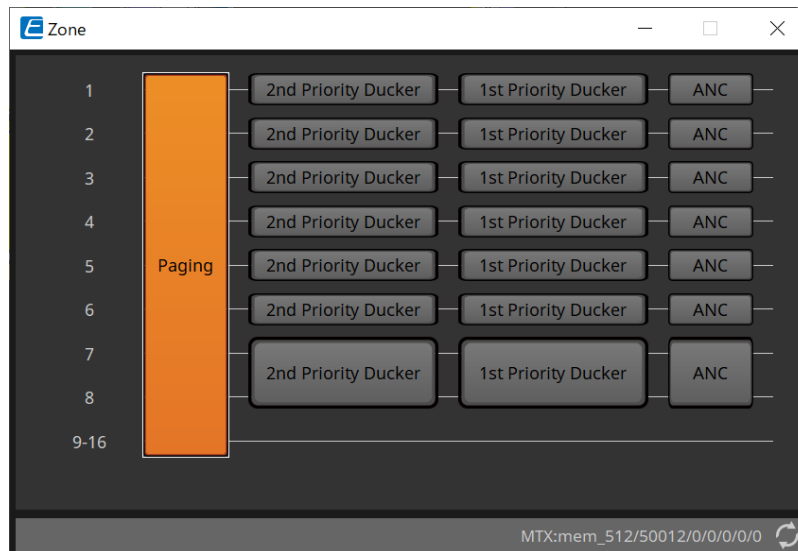 Zone
1 2nd Priority Ducker 1st Priority Ducker ANC
2 2nd Priority Ducker 1st Priority Ducker ANC
3 2nd Priority Ducker 1st Priority Ducker ANC
4 2nd Priority Ducker 1st Priority Ducker ANC
5 Paging 2nd Priority Ducker 1st Priority Ducker ANC
6 2nd Priority Ducker 1st Priority Ducker ANC
7
2nd Priority Ducker 1st Priority Ducker ANC
8
9-16
MTX:mem_512/50012/0/0/0/0/0